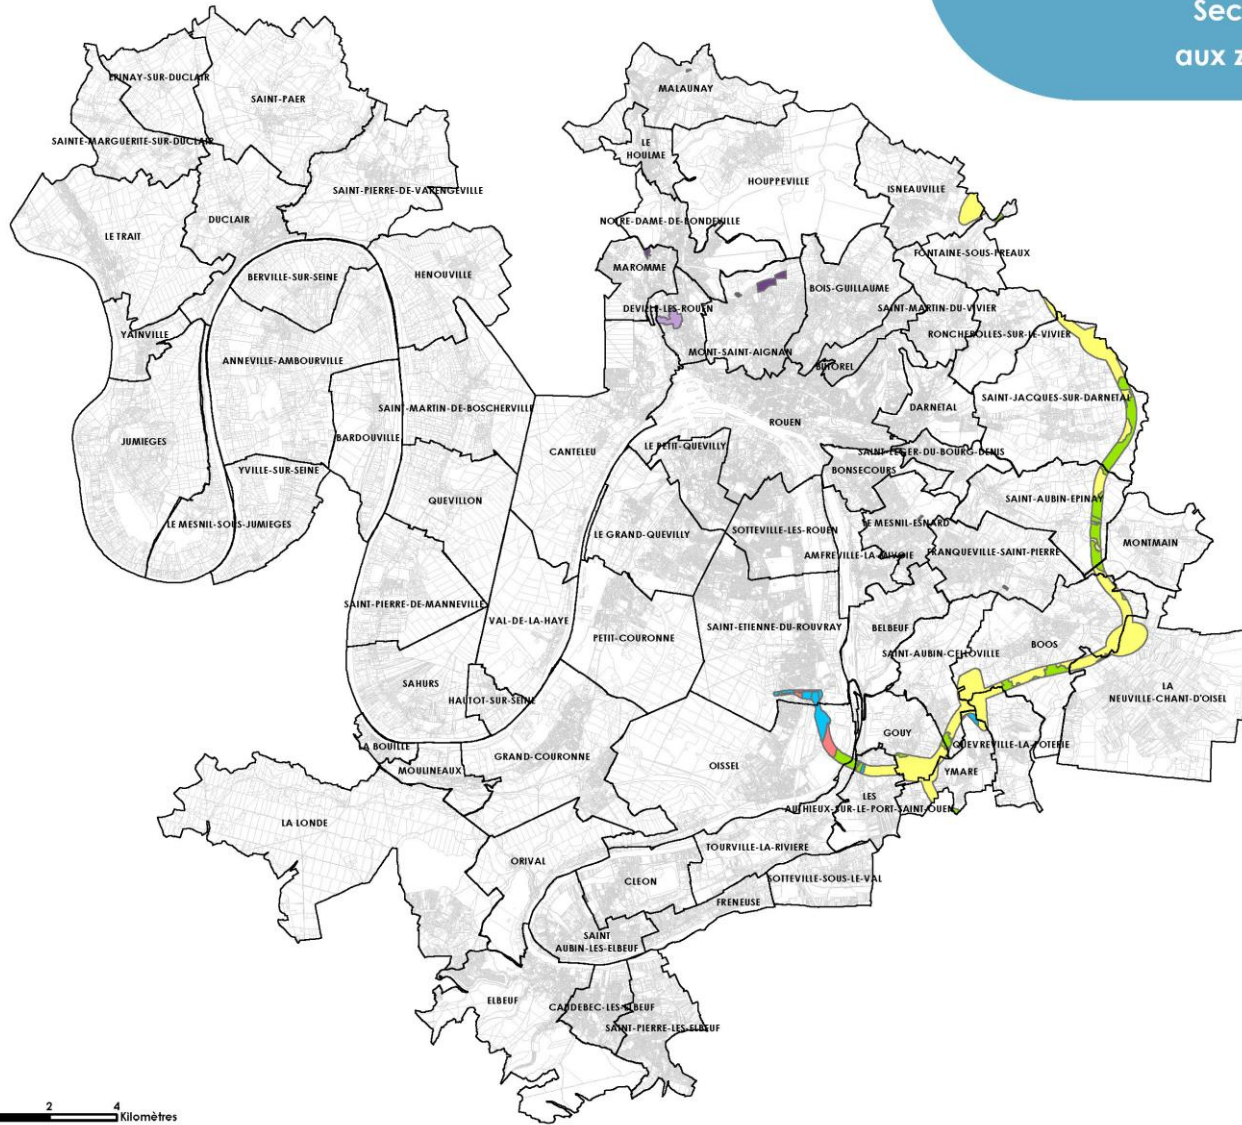 Sec
aux z
MALAUNAY
EPINAY-SUR-DUCLAIR
SAINT-PAER
SAINTE-MARGUERITE-SUR-DUCLAIR
LE
HOULME
HOUPPEVILLE
ISNEAUVILLE
SAINT-PIERRE-DE-VARENGEVILLE
DUCLAIR
NOTRE-DAME-DE-BONDEVILLE
LE TRAIT
FONTAINE-SOUS-PREAUX
MAROMME
BERVILLE-SUR-SEINE
HENOUVILLE
BOIS-GUILLAUME
DEVILLE-LES-ROUEN
SAINT-MARTIN-DU-VIVIER
YAINVILLE
RONCHEROLLES-SUR-LE-VIVIER
MONT-SAINT-AIGNAN
ANNEVILLE-AMBOURVILLE
BIHOREL
SAINT-JACQUES-SUR-DARNETAL
SAINT-MARTIN-DE-BOSCHERVILLE
DARNETAL
ROUEN
BARDOUVILLE
JUMIEGES
LE PETIT-QUEVILLY
CANTELEU
SAINT-LEGER-DU-BOURG-DENIS
YVILLE-SUR-SEINE
BONSECOURS
QUEVILLON
SAINT-AUBIN-EPINAY
LE MESNIL-SOUS-JUMIEGES
LE MESNIL-ESNARD
SOTTEVILLE-LES-ROUEN
LE GRAND-QUEVILLY
MONTMAIN
AMFREVILLE-LA-MIVOIE
FRANQUEVILLE-SAINT-PIERRE
SAINT-PIERRE-DE-MANNEVILLE
VAL-DE-LA-HAYE
SAINT-ETIENNE-DU-ROUVRAY
BELBEUF
PETIT-COURONNE
BOOS
SAINT-AUBIN-CELLOVILLE
SAHURS
LA
NEUVILLE-CHANT-D'OISEL
HAUTOT-SUR-SEINE
GOUY
QUEVREVILLE-LA-POTERIE
LA BOUILLE
GRAND-COURONNE
OISSEL
MOULINEAUX
YMARE
LES
AUTHIEUX-SUR-LE-PORT-SAINT-OUEN
LA LONDE
TOURVILLE-LA-RIVIERE
ORIVAL
SOTTEVILLE-SOUS-LE-VAL
CLEON
FRENEUSE
SAINT
AUBIN-LES-ELBEUF
ELBEUF
CAUDEBEC-LES-ELBEUF
SAINT-PIERRE-LES-ELBEUF
2 4
Kilomètres